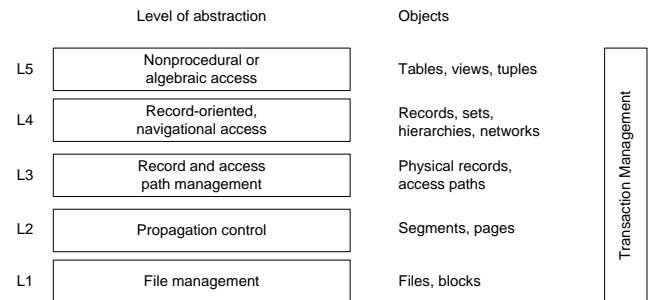 Level of abstraction Objects
L5 Nonprocedural or
algebraic access Tables, views, tuples
L4 Record-oriented,
navigational access Records, sets,
hierarchies, networks
L3 Record and access
path management Physical records,
access paths
L2 Propagation control Segments, pages
L1 File management Files, blocks
Transaction Management